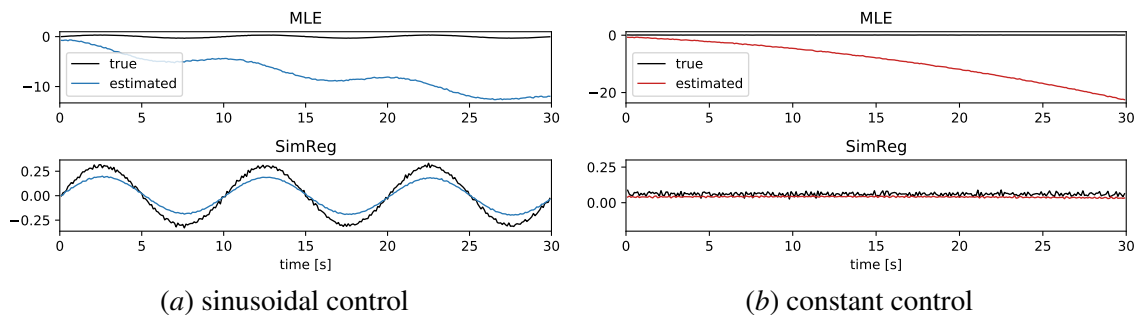 MLE
0
−10
true
estimated
0 5 10 15 20 25 30
SimReg
0.25
0.00
−0.25
0 5 10 15 20 25 30
time [s]
(a) sinusoidal control
MLE
0
−20
true
estimated
0 5 10 15 20 25 30
SimReg
0.25
0.00
0 5 10 15 20 25 30
time [s]
(b) constant control